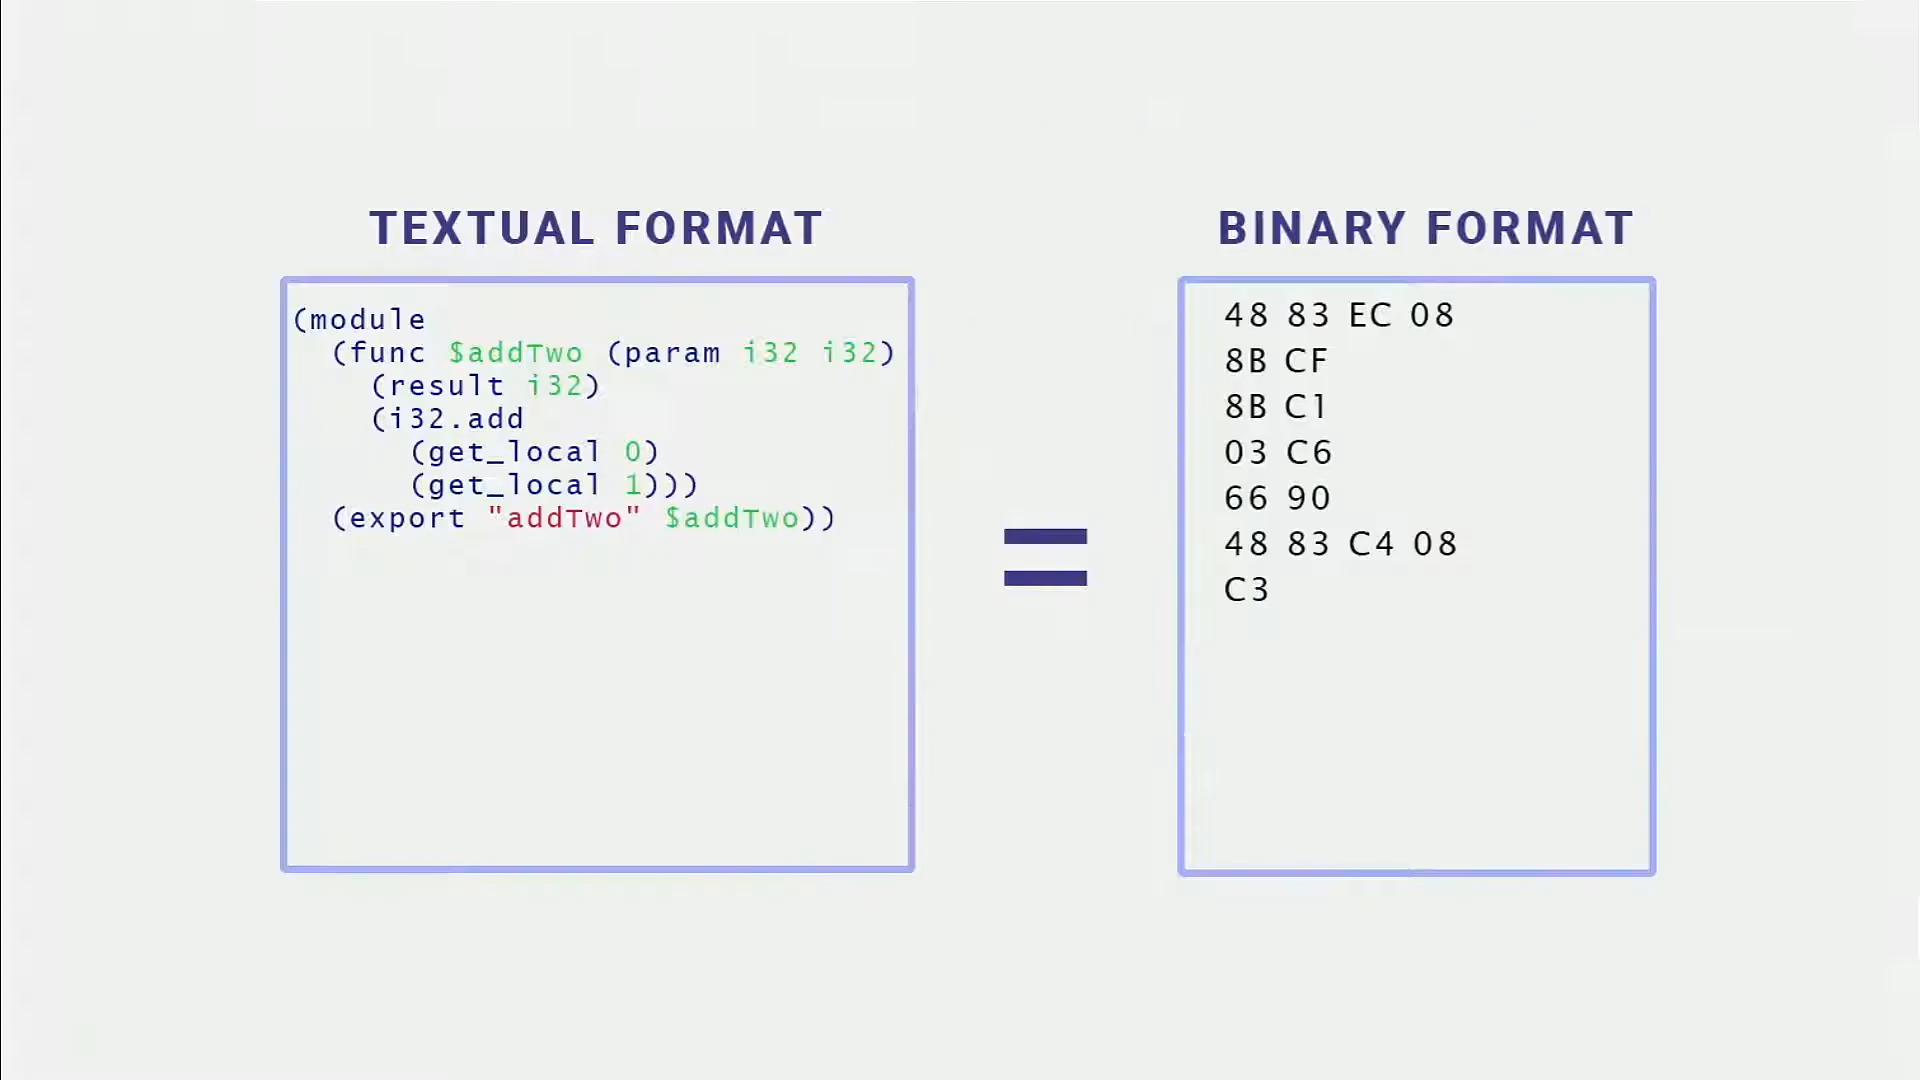 TEXTUAL FORMAT
(module
  (func $addTwo (param i32 i32)
    (result i32)
    (i32.add
      (get_local 0)
      (get_local 1)))
  (export "addTwo" $addTwo))
=
BINARY FORMAT
48 83 EC 08
8B CF
8B C1
03 C6
66 90
48 83 C4 08
C3